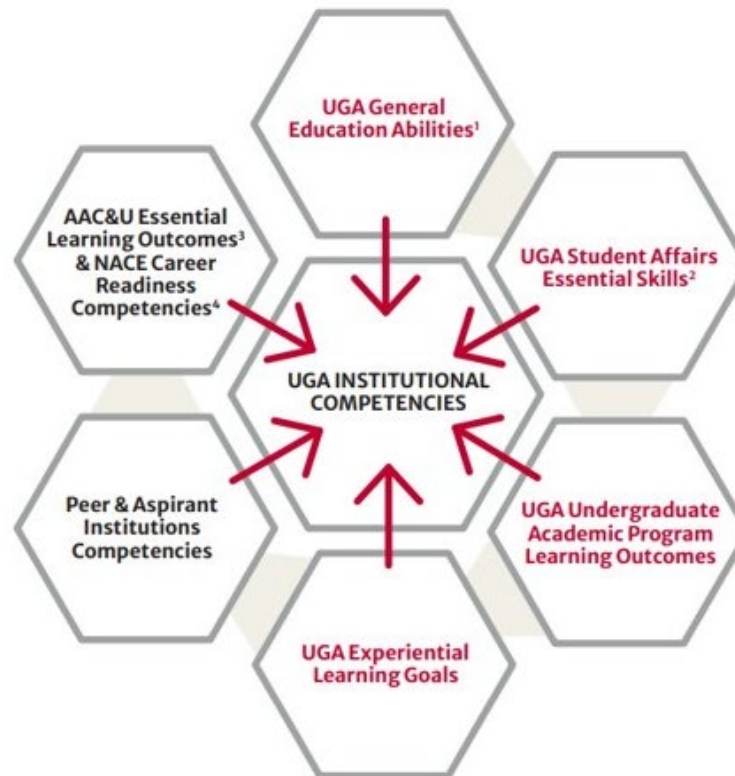 UGA General
Education Abilities¹
AAC&U Essential
Learning Outcomes³
& NACE Career
Readiness
Competencies⁴
UGA Student Affairs
Essential Skills²
UGA INSTITUTIONAL
COMPETENCIES
Peer & Aspirant
Institutions
Competencies
UGA Undergraduate
Academic Program
Learning Outcomes
UGA Experiential
Learning Goals